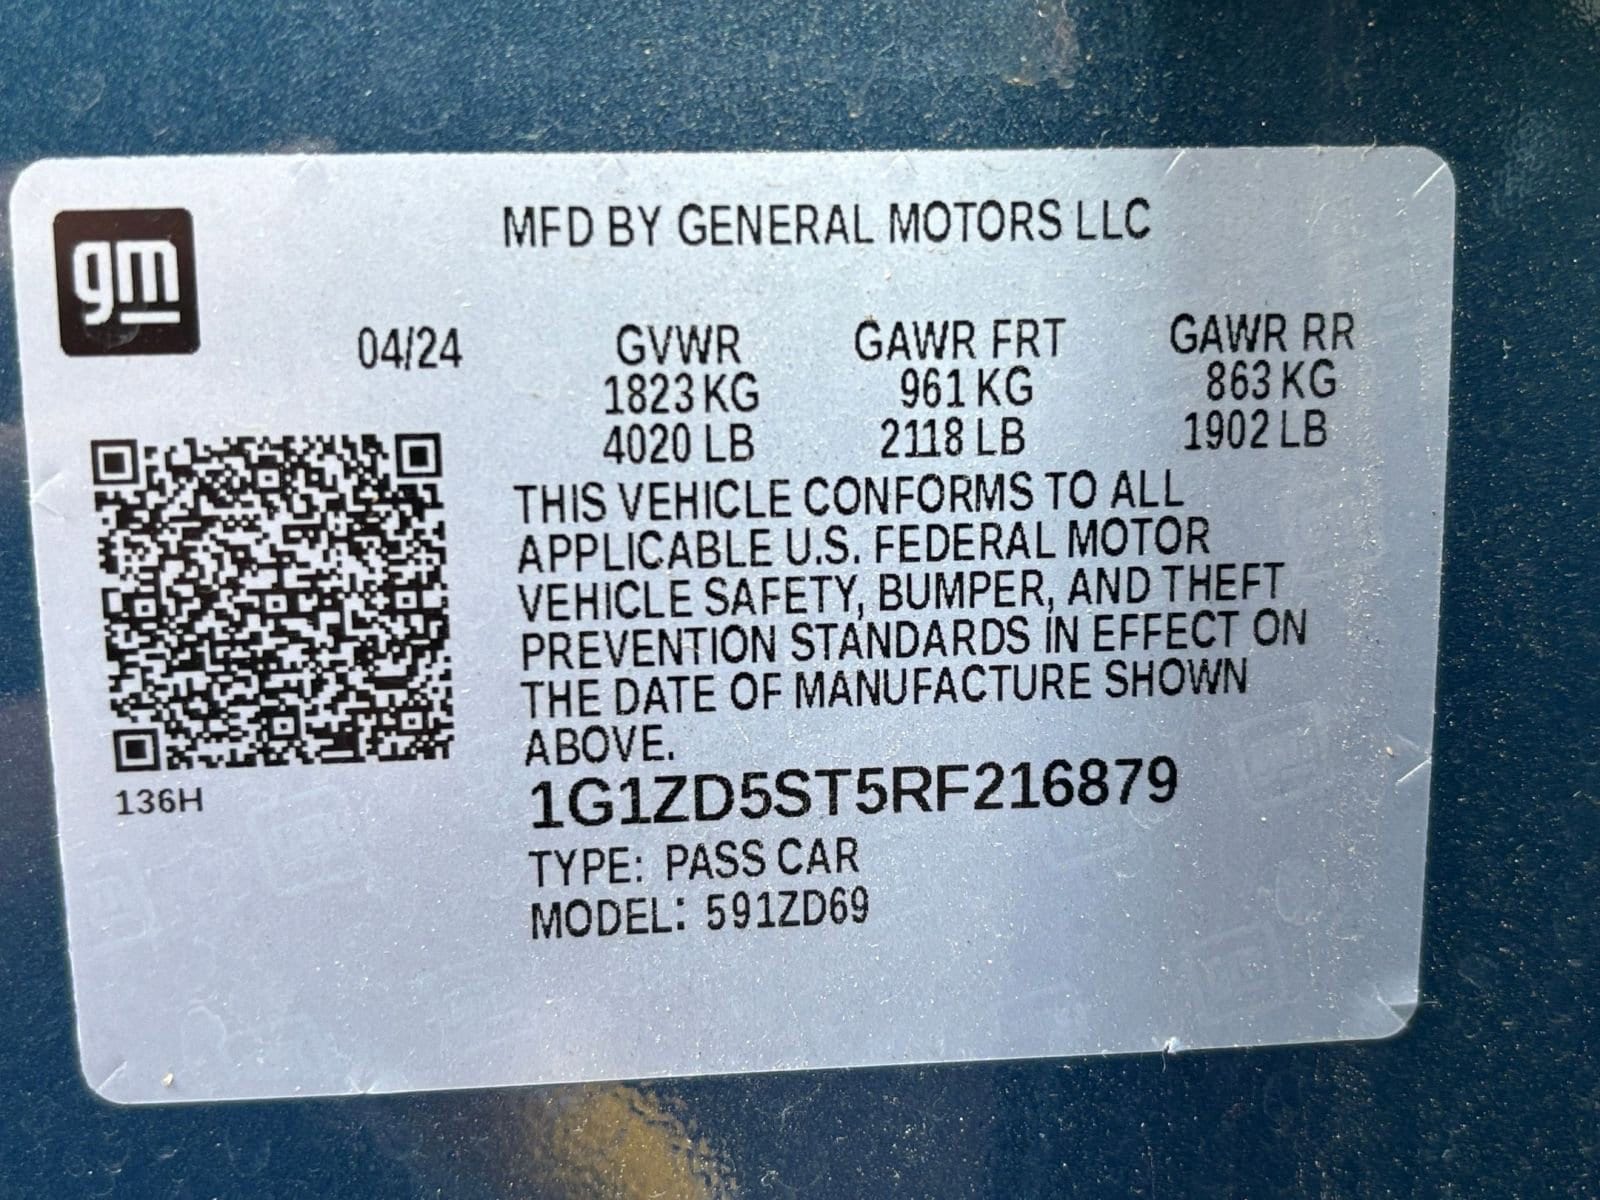 gm
MFD BY GENERAL MOTORS LLC
04/24
GVWR GAWR FRT GAWR RR
1823 KG 961 KG 863 KG
4020 LB 2118 LB 1902 LB
THIS VEHICLE CONFORMS TO ALL
APPLICABLE U.S. FEDERAL MOTOR
VEHICLE SAFETY, BUMPER, AND THEFT
PREVENTION STANDARDS IN EFFECT ON
THE DATE OF MANUFACTURE SHOWN
ABOVE.
136H
1G1ZD5ST5RF216879
TYPE: PASS CAR
MODEL: 591ZD69